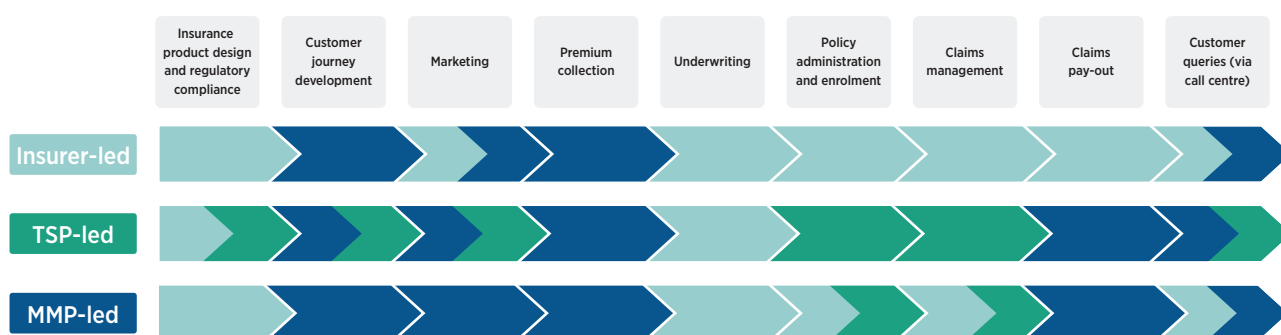 Insurance
product design
and regulatory
compliance
Customer
journey
development
Marketing
Premium
collection
Underwriting
Policy
administration
and enrolment
Claims
management
Claims
pay-out
Customer
queries (via
call centre)
Insurer-led
TSP-led
MMP-led